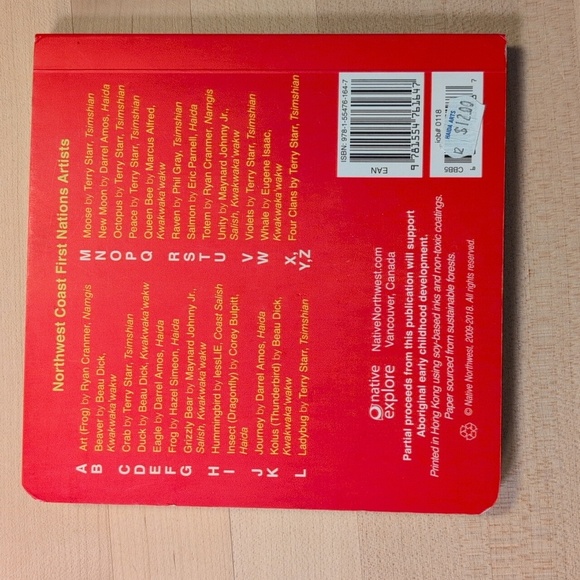 Northwest Coast First Nations Artists
A Art (Frog) by Ryan Cranmer, Namgis
B Beaver by Beau Dick,
Kwakwaka'wakw
C Crab by Terry Starr, Tsimshian
D Duck by Beau Dick, Kwakwaka'wakw
E Eagle by Darrel Amos, Haida
F Frog by Hazel Simeon, Haida
G Grizzly Bear by Maynard Johnny Jr.,
Salish, Kwakwaka'wakw
H Hummingbird by lessLIE, Coast Salish
I Insect (Dragonfly) by Corey Bulpitt,
Haida
J Journey by Darrel Amos, Haida
K Kolus (Thunderbird) by Beau Dick,
Kwakwaka'wakw
L Ladybug by Terry Starr, Tsimshian
M Moose by Terry Starr, Tsimshian
N New Moon by Darrel Amos, Haida
O Octopus by Terry Starr, Tsimshian
P Peace by Terry Starr, Tsimshian
Q Queen Bee by Marcus Alfred,
Kwakwaka'wakw
R Raven by Phil Gray, Tsimshian
S Salmon by Eric Parnell, Haida
T Totem by Ryan Cranmer, Namgis
U Unity by Maynard Johnny Jr.,
Salish, Kwakwaka'wakw
V Violets by Terry Starr, Tsimshian
W Whale by Eugene Isaac,
Kwakwaka'wakw
X, Four Clans by Terry Starr, Tsimshian
Y,Z
native
explore
NativeNorthwest.com
Vancouver, Canada
Partial proceeds from this publication will support
Aboriginal early childhood development.
Printed in Hong Kong using soy-based inks and non-toxic coatings.
Paper sourced from sustainable forests.
© Native Northwest, 2009-2018. All rights reserved.
ISBN: 978-1-55476-164-7
9 781554 761647
EAN
job# 0118
HAIDA ARTS
$12.00
CBB5
7